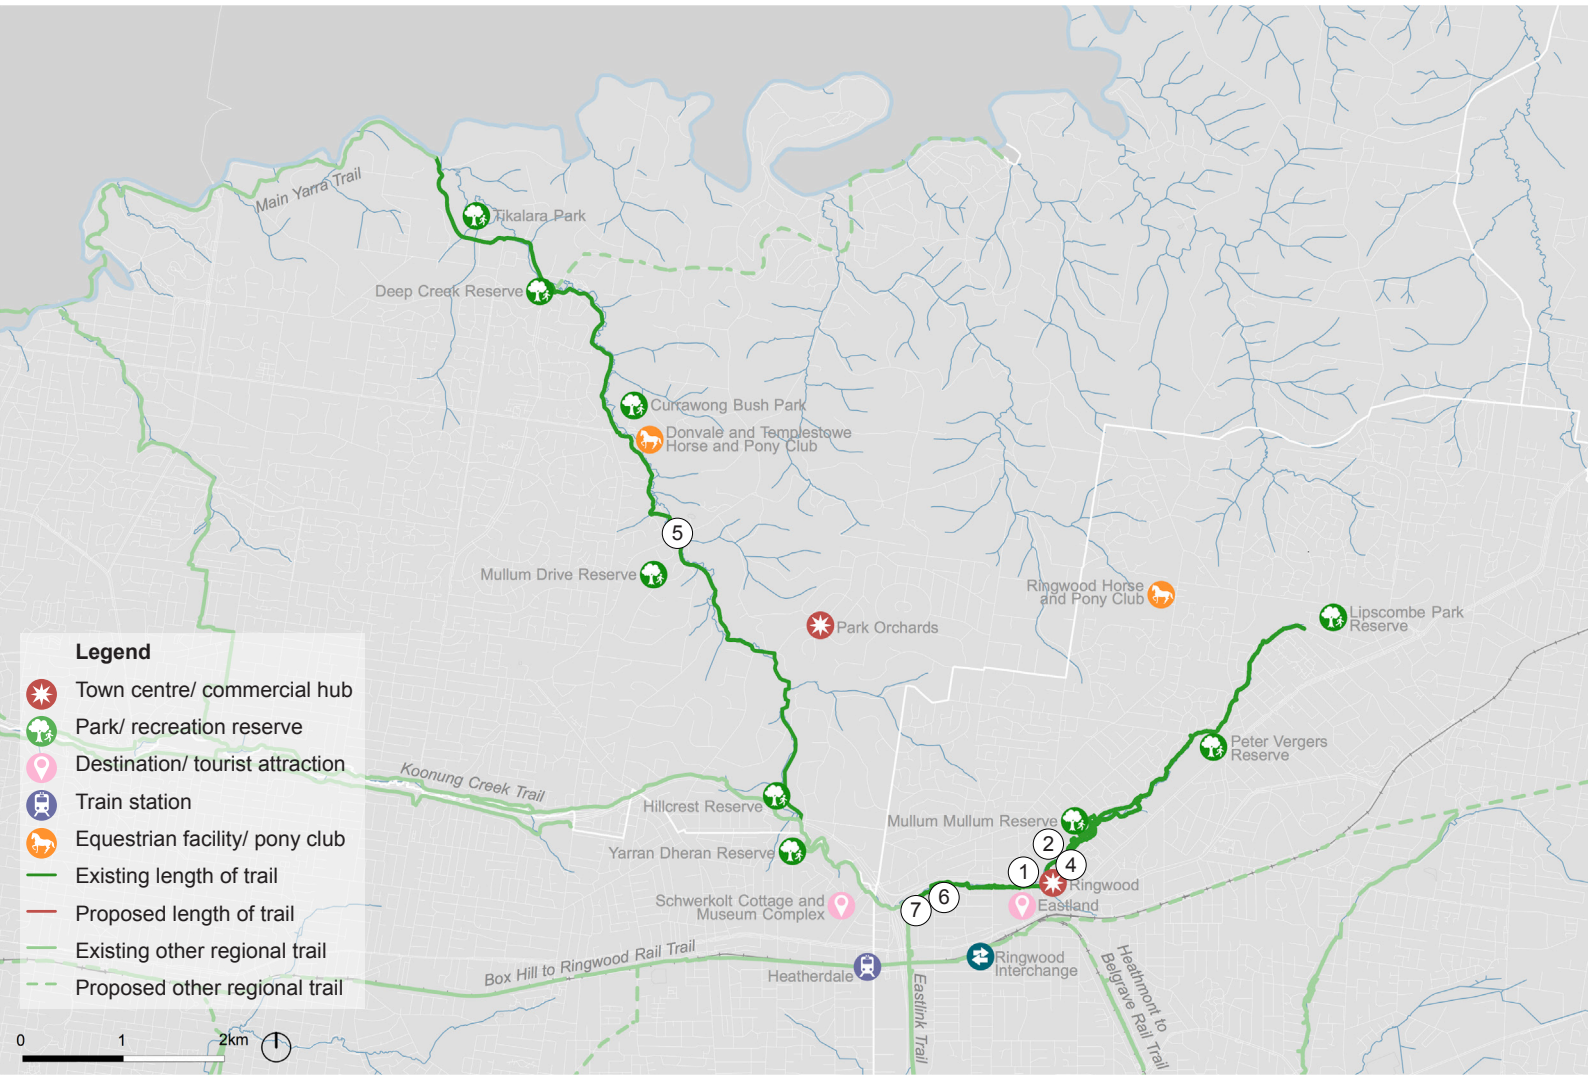 Main Yarra Trail
Tikalara Park
Deep Creek Reserve
Currawong Bush Park
Donvale and Templestowe
Horse and Pony Club
5
Mullum Drive Reserve
Ringwood Horse
and Pony Club
Lipscombe Park
Reserve
Park Orchards
Legend
Town centre/ commercial hub
Park/ recreation reserve
Destination/ tourist attraction
Train station
Equestrian facility/ pony club
Existing length of trail
Proposed length of trail
Existing other regional trail
Proposed other regional trail
0 1 2km
Peter Vergers
Reserve
Koonung Creek Trail
Hillcrest Reserve
Mullum Mullum Reserve
Yarran Dheran Reserve
2
4
1
Ringwood
6
7
Schwerkolt Cottage and
Museum Complex
Eastland
Box Hill to Ringwood Rail Trail
Heatherdale
Ringwood
Interchange
Eastlink Trail
Heathmont to
Belgrave Rail Trail